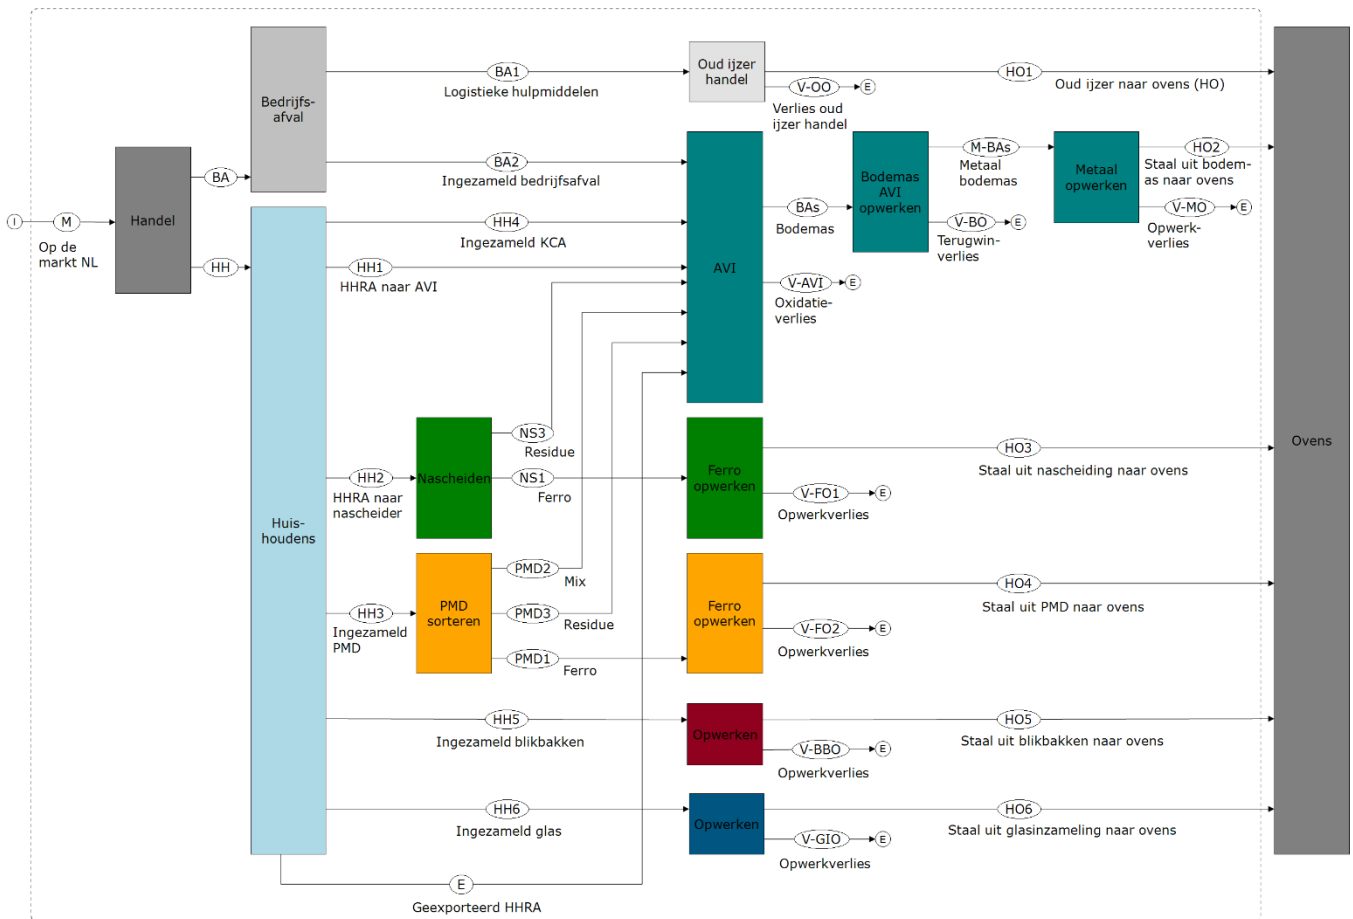 BA1
Logistieke hulpmiddelen
Oud ijzer
handel
HO1
Oud ijzer naar ovens (HO)
V-OO
E
Verlies oud
ijzer handel
Bedrijfs-
afval
BA2
Ingezameld bedrijfsafval
BA
I
M
Op de
markt NL
Handel
HH
HH4
Ingezameld KCA
HH1
HHRA naar AVI
AVI
BAs
Bodemas
V-AVI
E
Oxidatie-
verlies
Bodemas
AVI
opwerken
M-BAs
Metaal
bodemas
V-BO
E
Terugwin-
verlies
Metaal
opwerken
HO2
Staal uit bodem-
as naar ovens
V-MO
E
Opwerk-
verlies
Ovens
Huis-
houdens
HH2
HHRA naar
nascheider
Nascheiden
NS3
Residue
NS1
Ferro
Ferro
opwerken
HO3
Staal uit nascheiding naar ovens
V-FO1
E
Opwerkverlies
HH3
Ingezameld
PMD
PMD
sorteren
PMD2
Mix
PMD3
Residue
PMD1
Ferro
Ferro
opwerken
HO4
Staal uit PMD naar ovens
V-FO2
E
Opwerkverlies
HH5
Ingezameld blikbakken
Opwerken
HO5
Staal uit blikbakken naar ovens
V-BBO
E
Opwerkverlies
HH6
Ingezameld glas
Opwerken
HO6
Staal uit glasinzameling naar ovens
V-GIO
E
Opwerkverlies
E
Geexporteerd HHRA